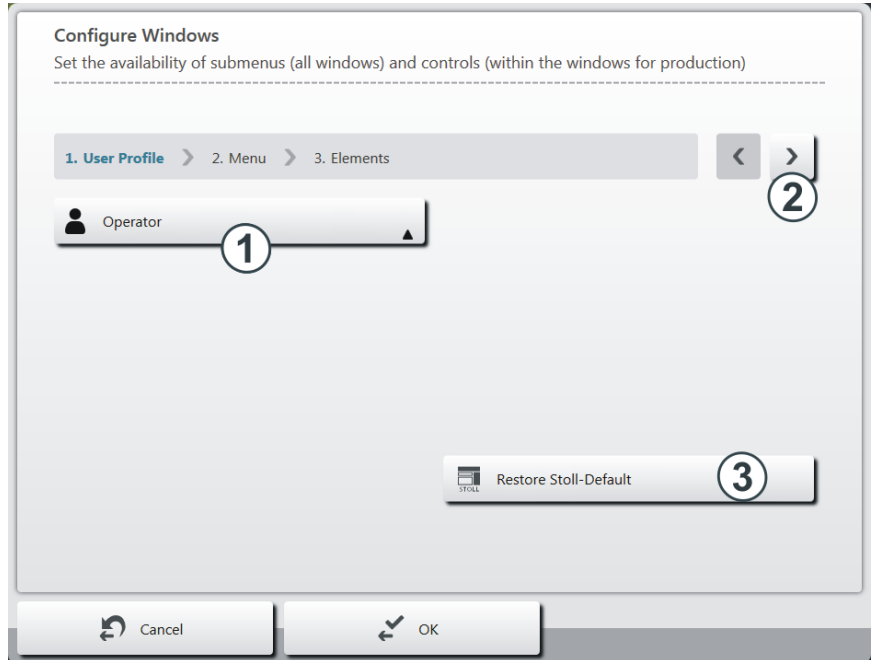 Configure Windows
Set the availability of submenus (all windows) and controls (within the windows for production)
1. User Profile 2. Menu 3. Elements
2
Operator
1
STOLL Restore Stoll-Default
3
Cancel OK